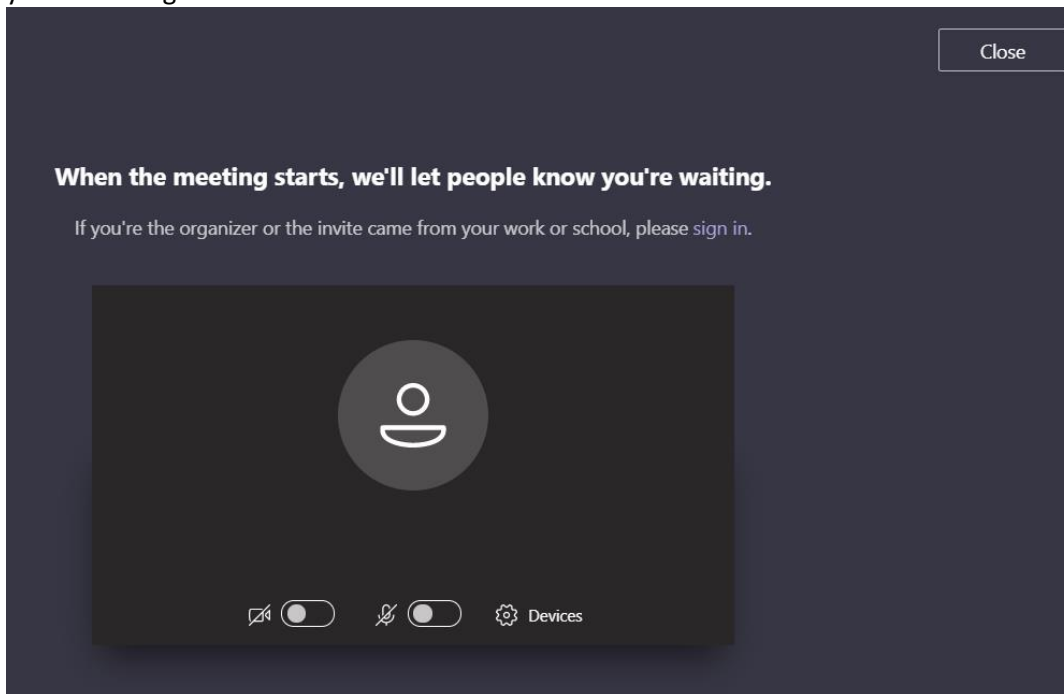 Close
When the meeting starts, we'll let people know you're waiting.
If you're the organizer or the invite came from your work or school, please sign in.
Devices